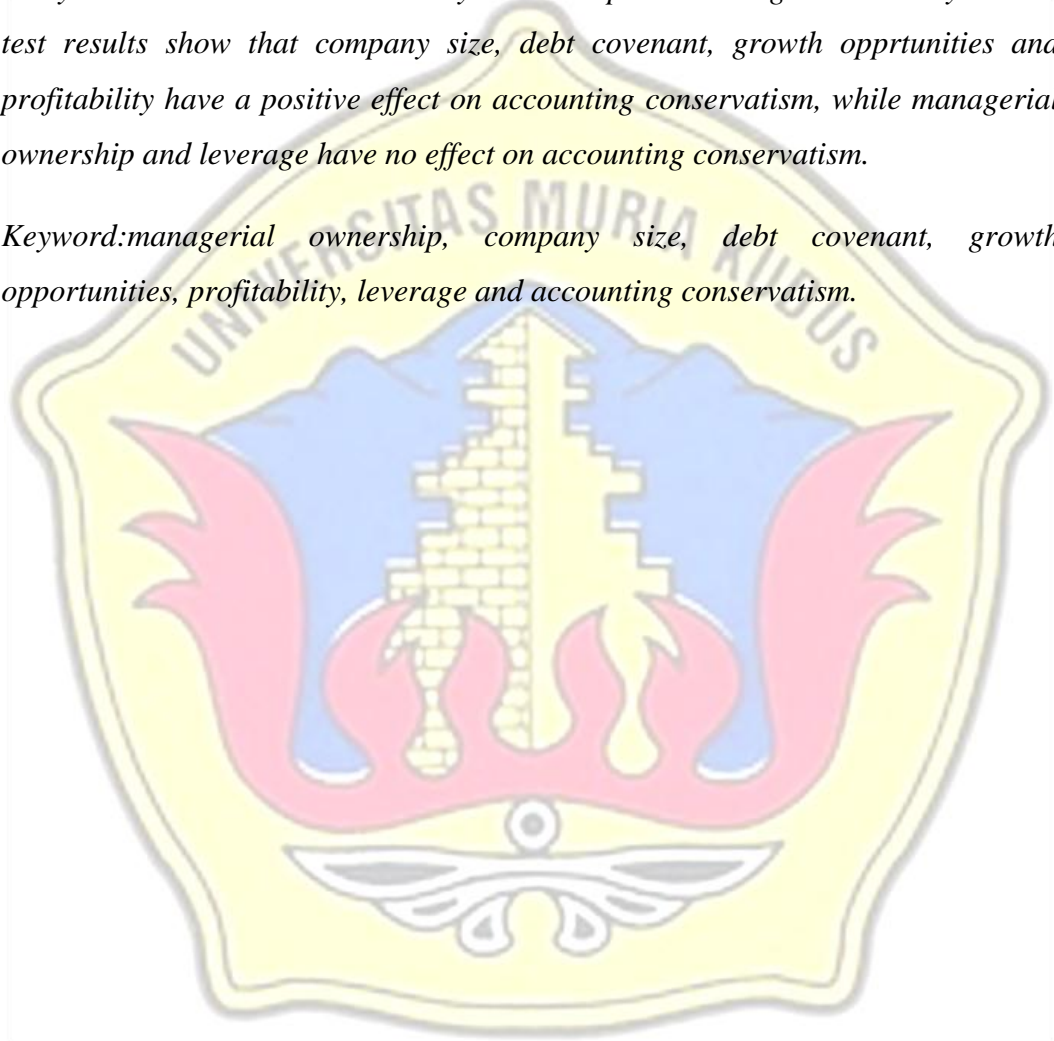 test results show that company size, debt covenant, growth opprtunities and
profitability have a positive effect on accounting conservatism, while managerial
ownership and leverage have no effect on accounting conservatism.
Keyword:managerial ownership, company size, debt covenant, growth
opportunities, profitability, leverage and accounting conservatism.
UNIVERSITAS MURIA KUDUS